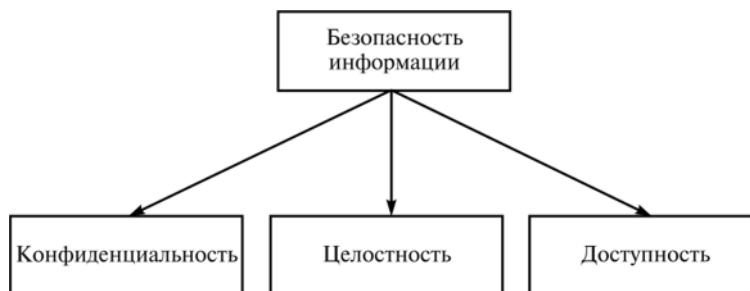 Безопасность
информации
Конфиденциальность
Целостность
Доступность